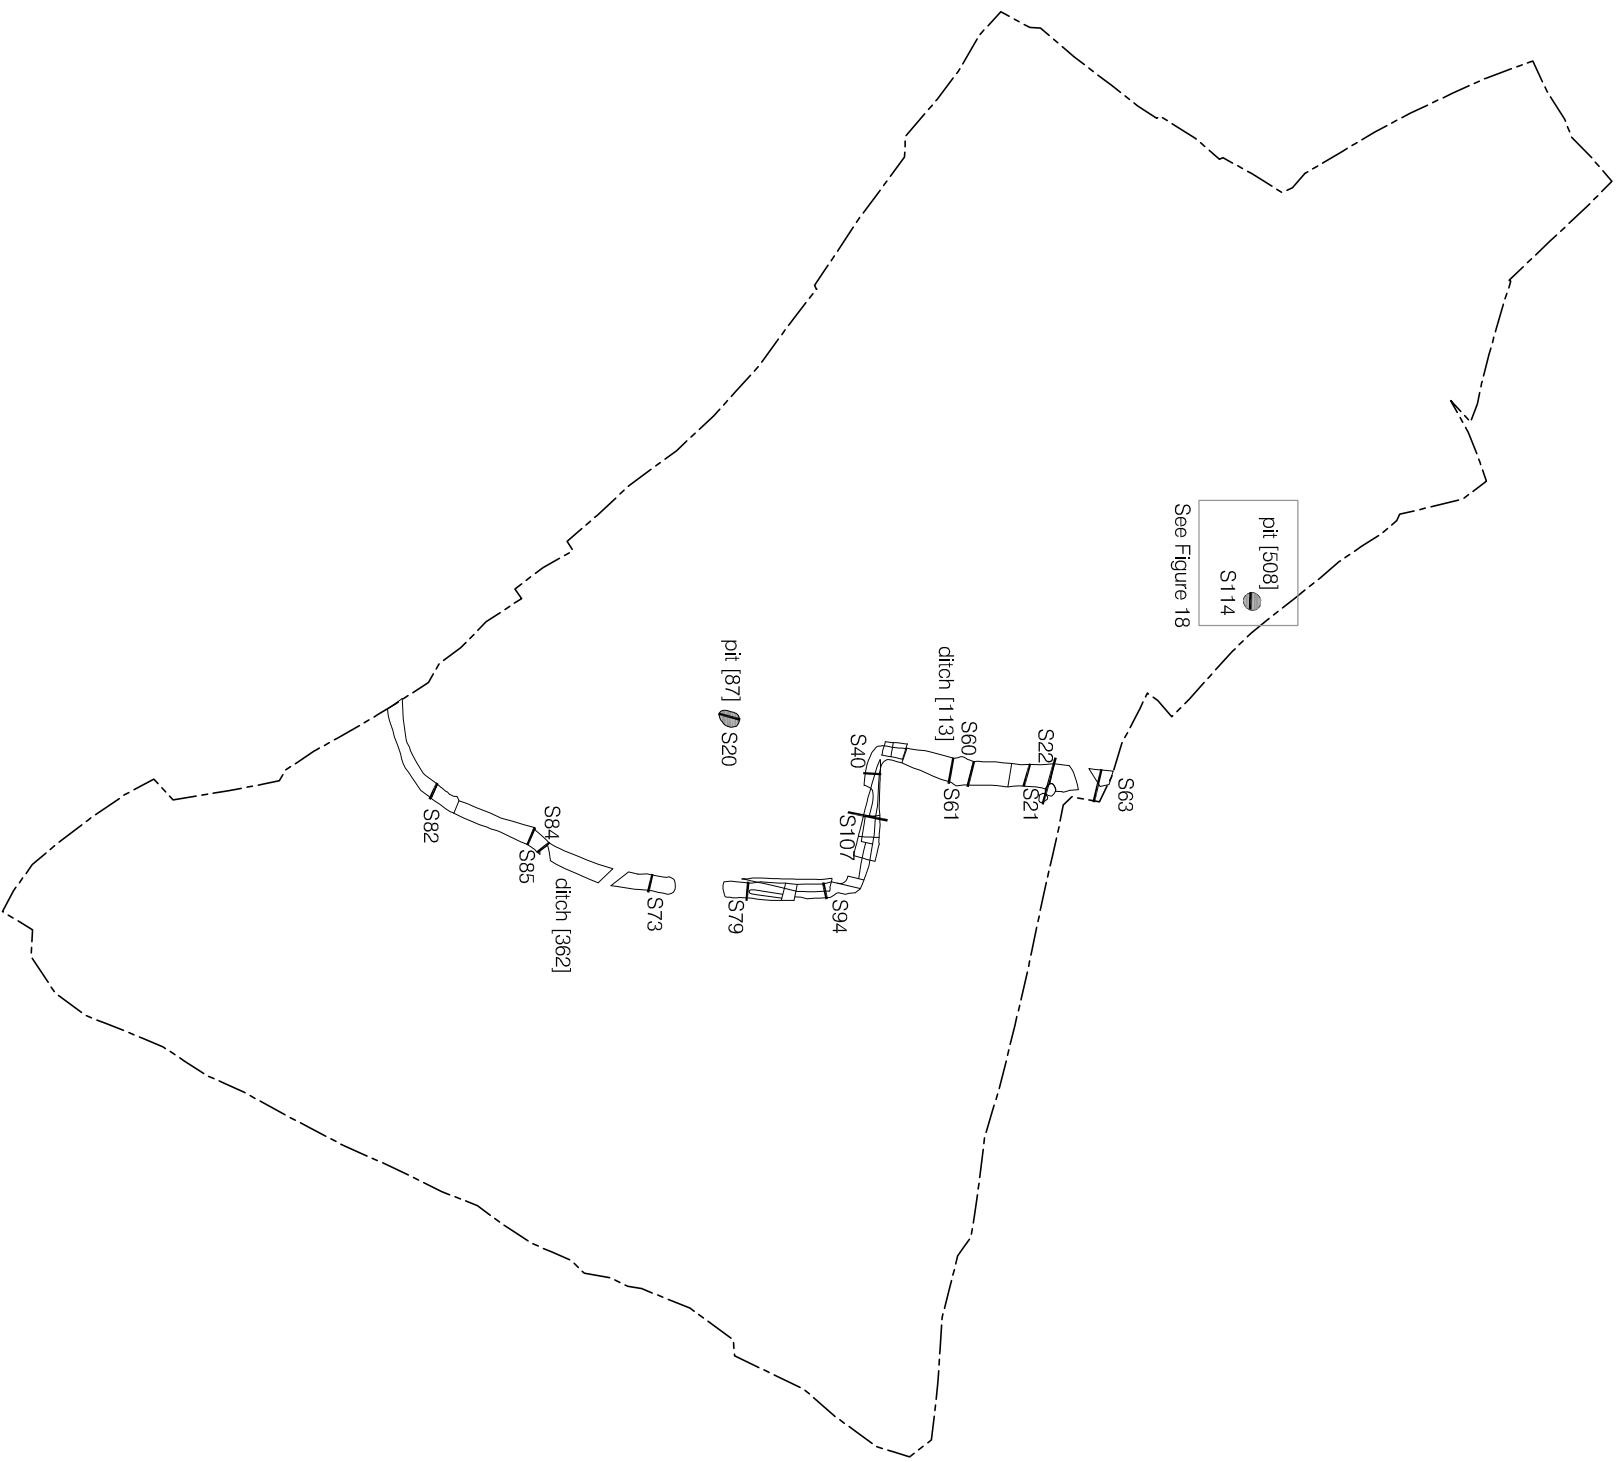 pit [508]
S114
See Figure 18
S63
S22
S21
S60
S61
ditch [113]
S40
S107
S94
S79
pit [87]
S20
S73
ditch [362]
S84
S85
S82